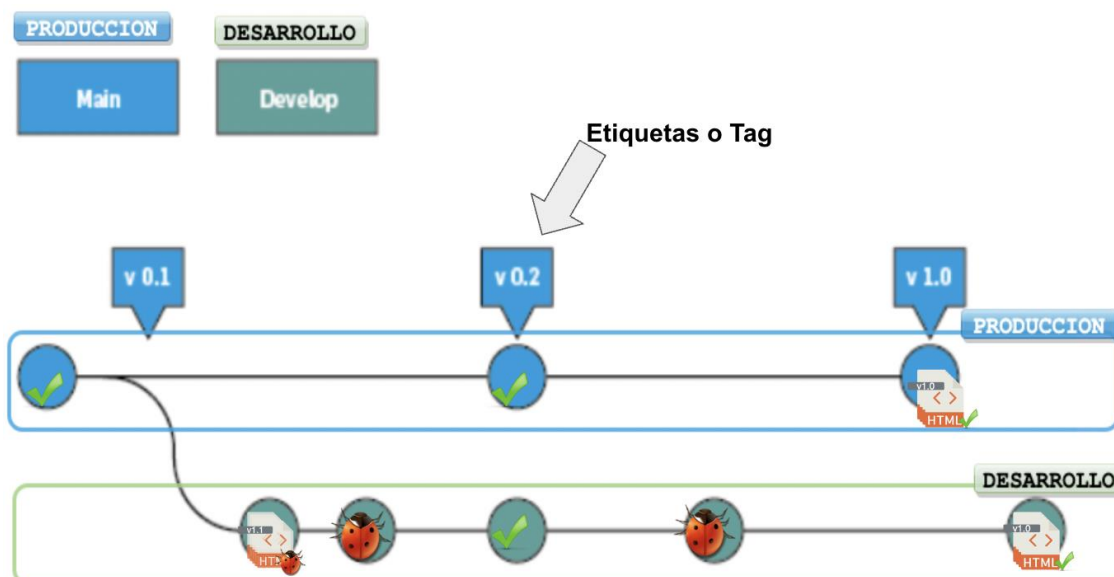 PRODUCCION
DESARROLLO
Main
Develop
Etiquetas o Tag
v 0.1
v 0.2
v 1.0
PRODUCCION
v1.0
< >
HTML
DESARROLLO
v1.1
< >
HTM
v1.0
< >
HTML